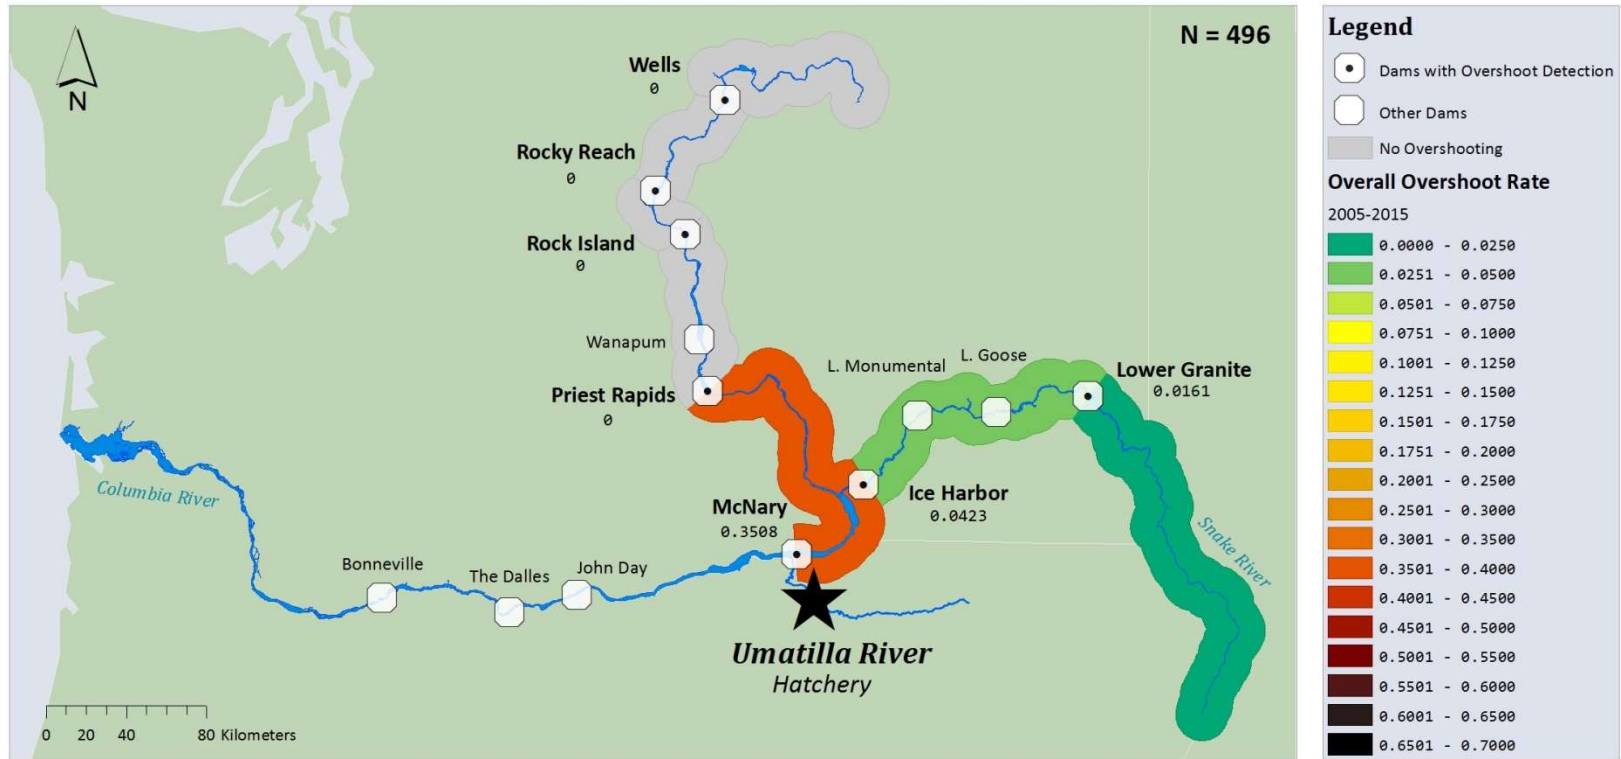 N = 496
N
Wells
0
Rocky Reach
0
Rock Island
0
Wanapum
Priest Rapids
0
L. Monumental
L. Goose
Lower Granite
0.0161
Ice Harbor
0.0423
McNary
0.3508
Columbia River
Snake River
Bonneville
The Dalles
John Day
Umatilla River
Hatchery
0 20 40 80 Kilometers
Legend
Dams with Overshoot Detection
Other Dams
No Overshooting
Overall Overshoot Rate
2005-2015
0.0000 - 0.0250
0.0251 - 0.0500
0.0501 - 0.0750
0.0751 - 0.1000
0.1001 - 0.1250
0.1251 - 0.1500
0.1501 - 0.1750
0.1751 - 0.2000
0.2001 - 0.2500
0.2501 - 0.3000
0.3001 - 0.3500
0.3501 - 0.4000
0.4001 - 0.4500
0.4501 - 0.5000
0.5001 - 0.5500
0.5501 - 0.6000
0.6001 - 0.6500
0.6501 - 0.7000